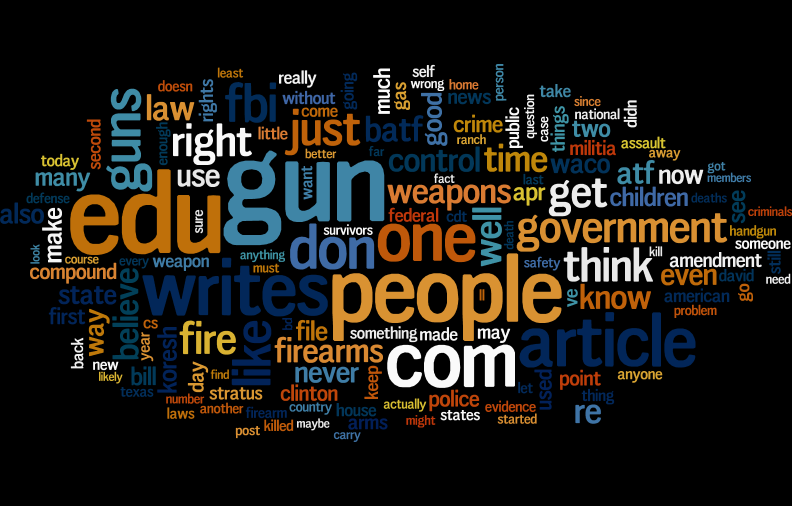 least
self
wrong
person
doesn
really
going
much
gas
home
take
rights
fbi
without
good
news
since
law
come
national
didn
second
guns
little
just
batf
crime
public
question
case
things
two
right
enough
better
ranch
militia
assault
today
far
control
time
waco
away
many
use
want
fact
last
atf
now
got
members
defense
gun
weapons
apr
get
children
deaths
also
edu
sure
federal
cdt
well
death
see
criminals
make
survivors
don
one
government
handgun
someone
look
course
every
weapon
anything
safety
think
kill
amendment
still
compound
must
people
even
david
go
need
state
believe
writes
ll
ve
know
american
first
way
year
cs
koresh
fire
like
bd
file
something
made
may
article
problem
back
new
firearms
com
likely
bill
day
find
never
keep
let
used
point
anyone
texas
stratus
clinton
thing
number
actually
police
laws
another
firearm
country
house
arms
might
states
evidence
started
re
post
killed
maybe
carry